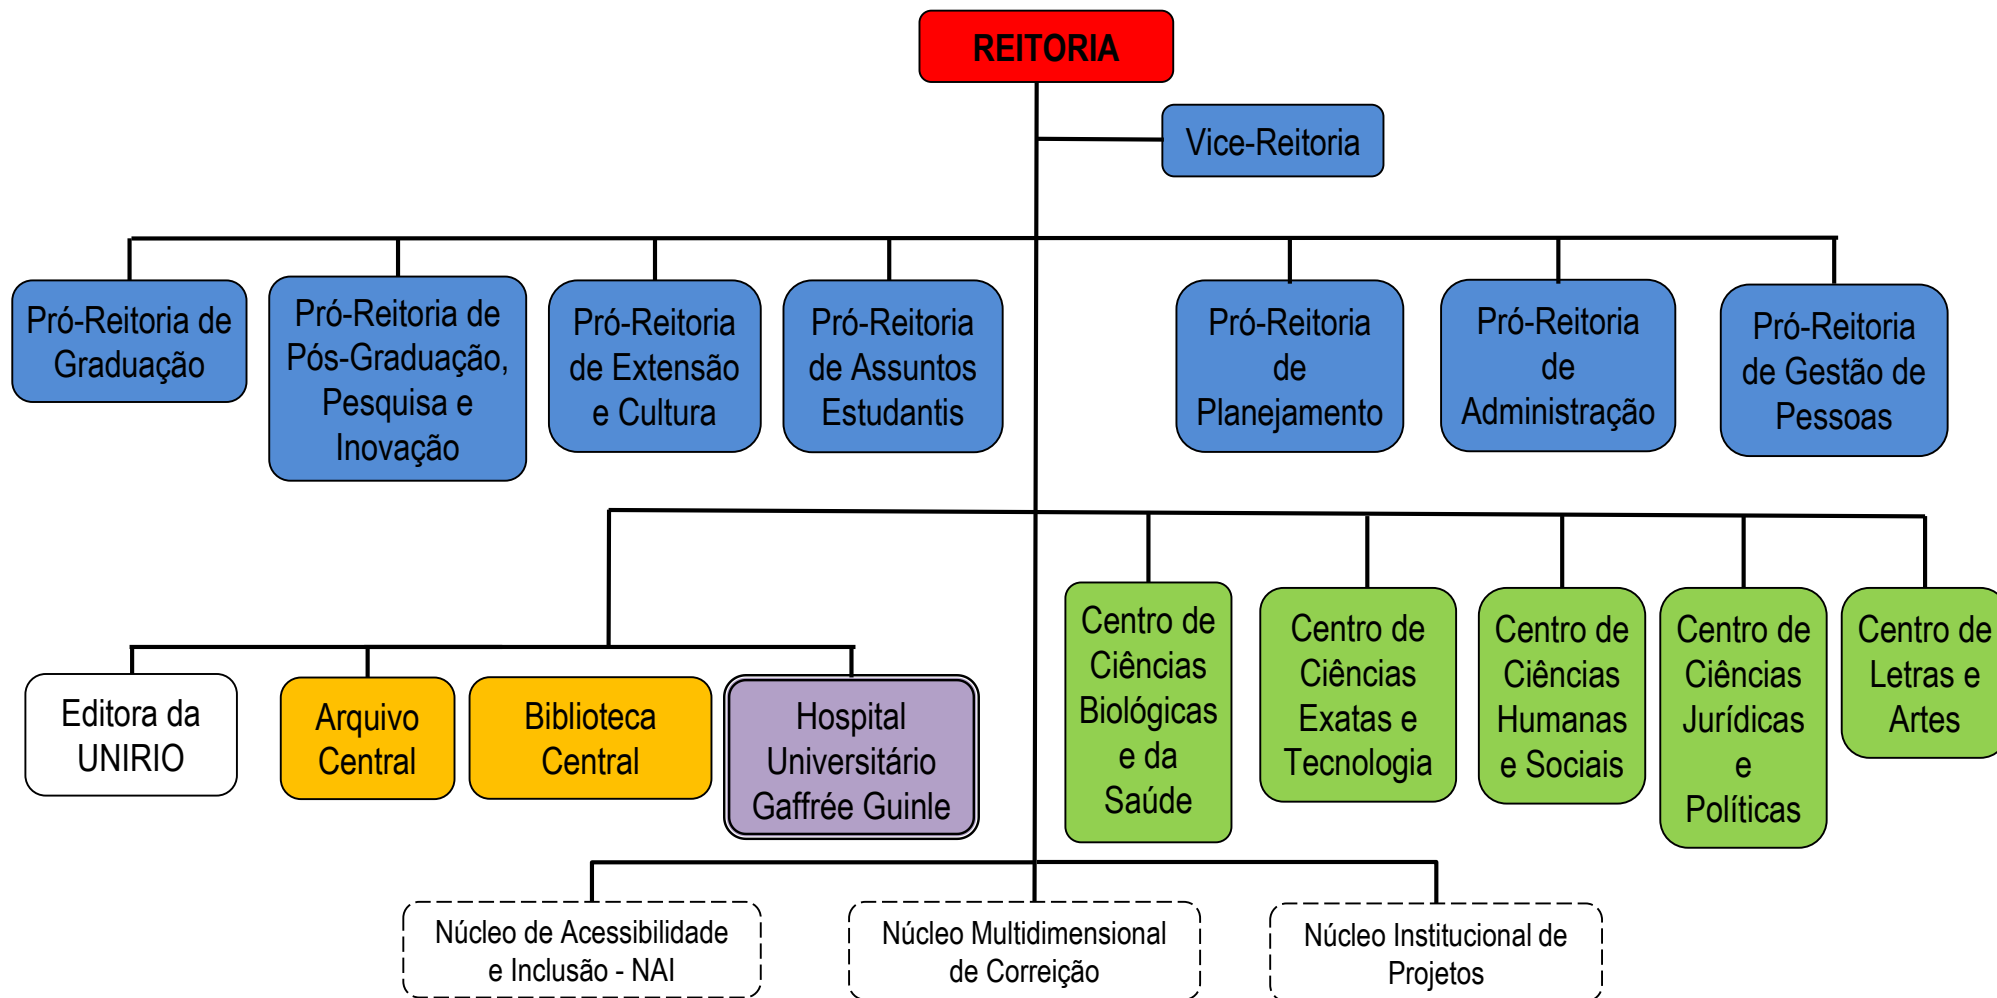 REITORIA
Vice-Reitoria
Pró-Reitoria de
Graduação
Pró-Reitoria de
Pós-Graduação,
Pesquisa e
Inovação
Pró-Reitoria
de Extensão
e Cultura
Pró-Reitoria
de Assuntos
Estudantis
Pró-Reitoria
de
Planejamento
Pró-Reitoria
de
Administração
Pró-Reitoria
de Gestão de
Pessoas
Editora da
UNIRIO
Arquivo
Central
Biblioteca
Central
Hospital
Universitário
Gaffrée Guinle
Centro de
Ciências
Biológicas
e da
Saúde
Centro de
Ciências
Exatas e
Tecnologia
Centro de
Ciências
Humanas
e Sociais
Centro de
Ciências
Jurídicas
e
Políticas
Centro de
Letras e
Artes
Núcleo de Acessibilidade
e Inclusão - NAI
Núcleo Multidimensional
de Correição
Núcleo Institucional de
Projetos